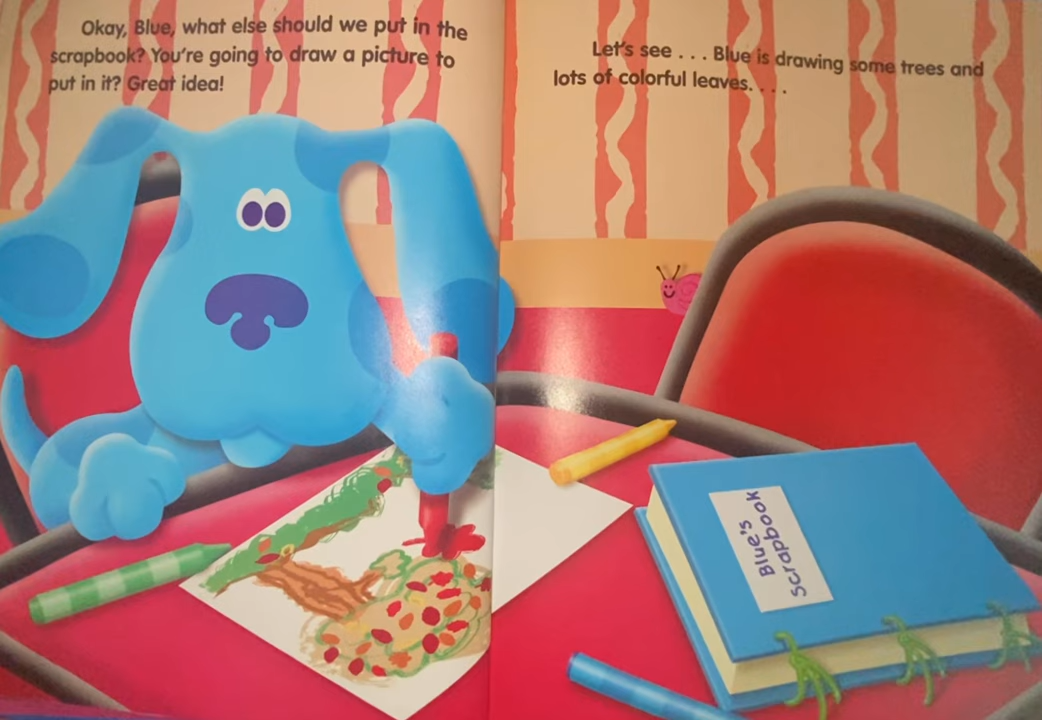 Okay, Blue, what else should we put in the
scrapbook? You're going to draw a picture to
put in it? Great idea!
Let's see . . . Blue is drawing some trees and
lots of colorful leaves. . . .
Blue's
Scrapbook